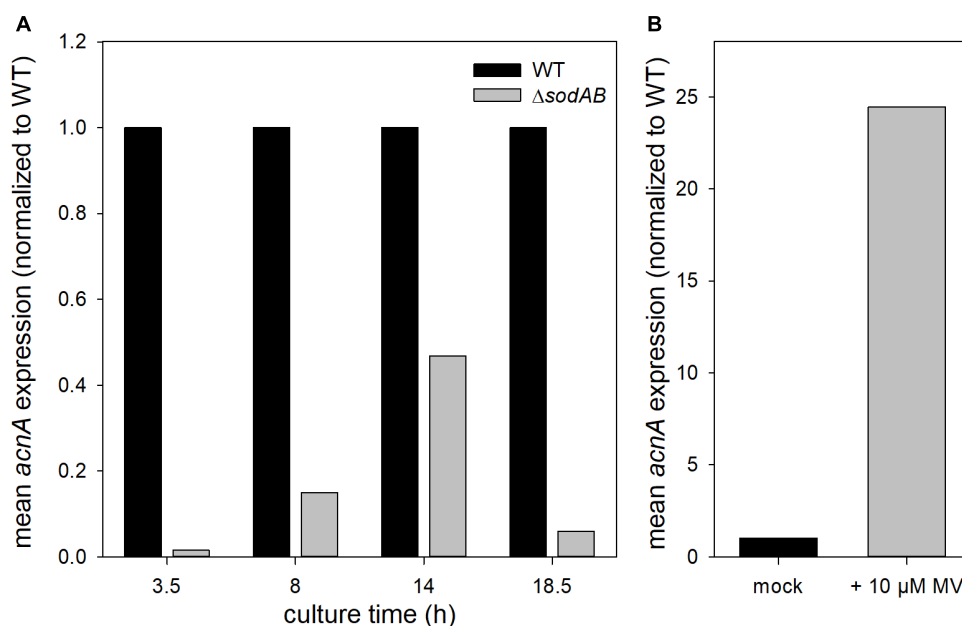 A
mean acnA expression (normalized to WT)
1.2
1.0
0.8
0.6
0.4
0.2
0.0
WT
ΔsodAB
3.5 8 14 18.5
culture time (h)
B
mean acnA expression (normalized to WT)
25
20
15
10
5
0
mock + 10 µM MV